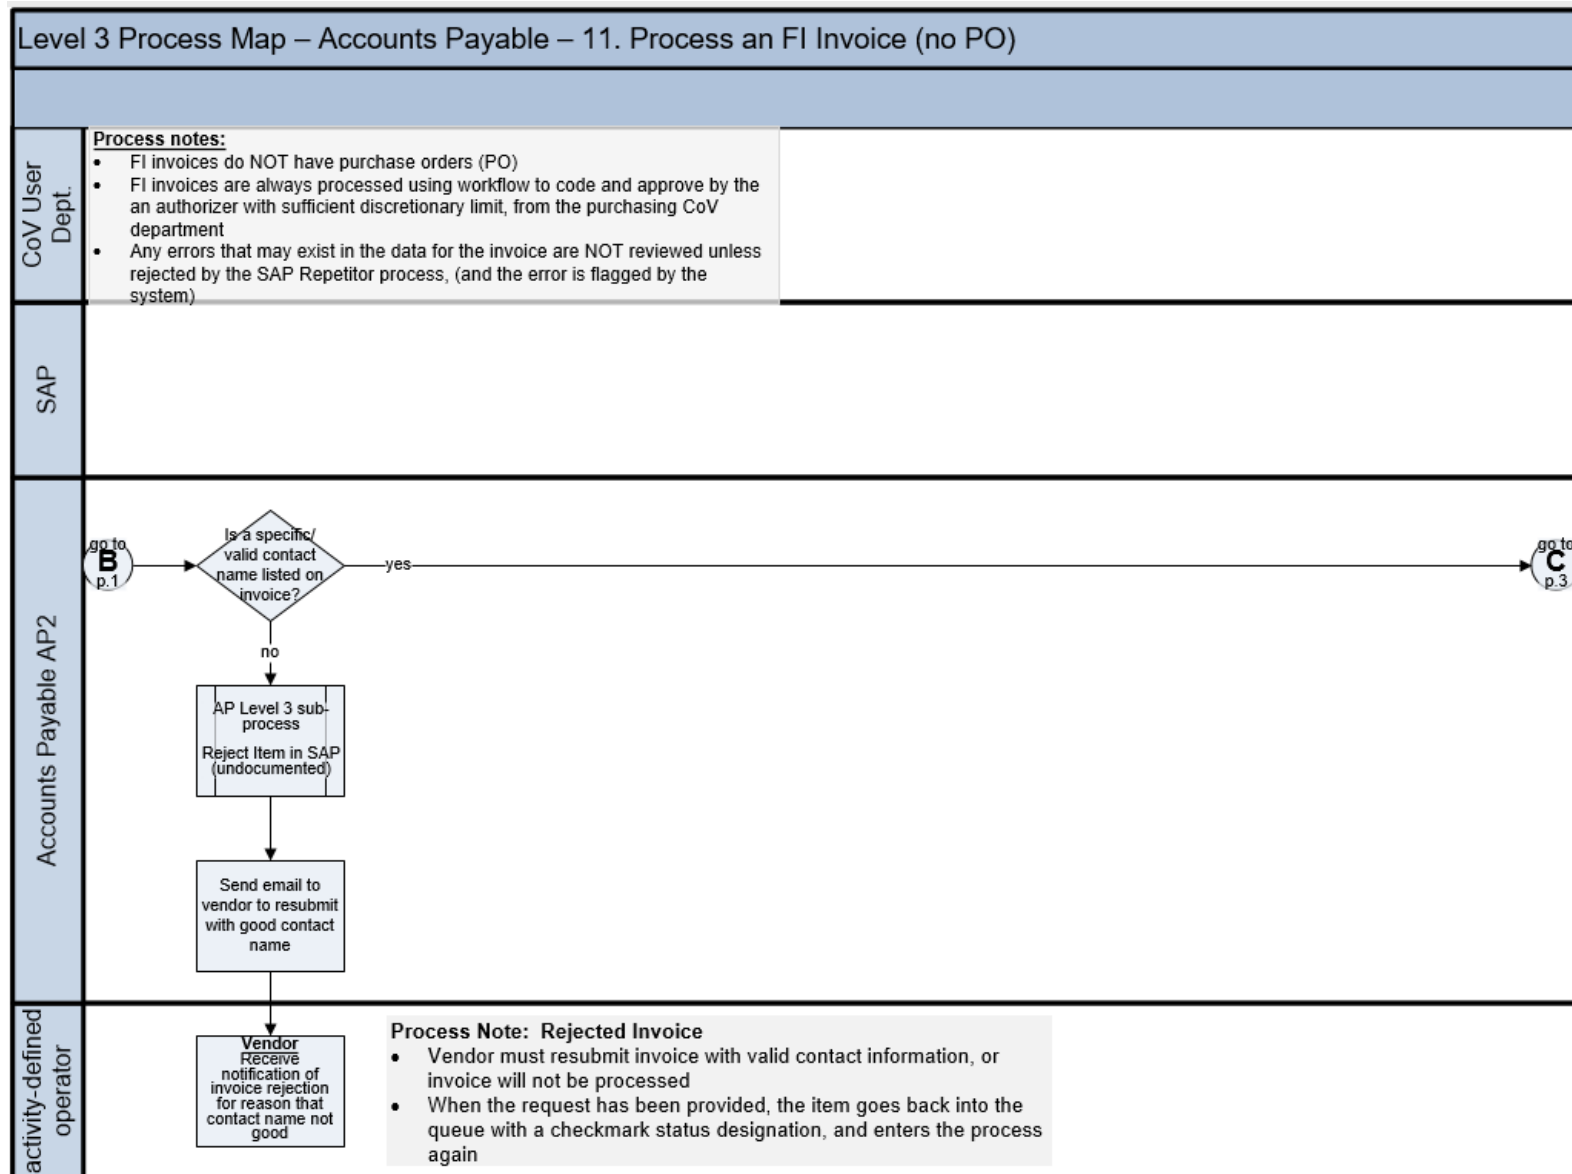 Level 3 Process Map – Accounts Payable – 11. Process an FI Invoice (no PO)
CoV User
Dept.
Process notes:
• FI invoices do NOT have purchase orders (PO)
• FI invoices are always processed using workflow to code and approve by the
an authorizer with sufficient discretionary limit, from the purchasing CoV
department
• Any errors that may exist in the data for the invoice are NOT reviewed unless
rejected by the SAP Repetitor process, (and the error is flagged by the
system)
SAP
Accounts Payable AP2
go to
B
p.1
Is a specific/
valid contact
name listed on
invoice?
yes
go to
C
p.3
no
AP Level 3 sub-
process
Reject Item in SAP
(undocumented)
Send email to
vendor to resubmit
with good contact
name
activity-defined
operator
Vendor
Receive
notification of
invoice rejection
for reason that
contact name not
good
Process Note: Rejected Invoice
• Vendor must resubmit invoice with valid contact information, or
invoice will not be processed
• When the request has been provided, the item goes back into the
queue with a checkmark status designation, and enters the process
again